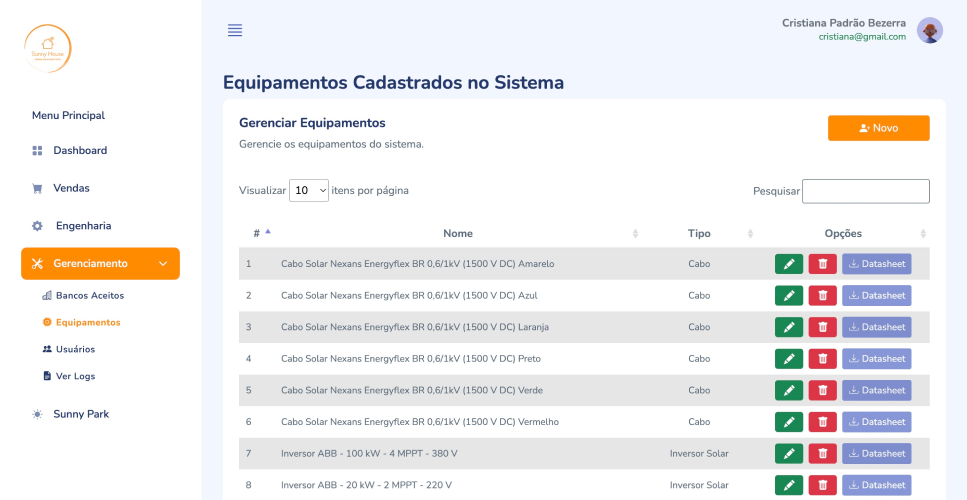 Sunny House
Cristiana Padrão Bezerra
cristiana@gmail.com
Menu Principal
Dashboard
Vendas
Engenharia
Gerenciamento
Bancos Aceitos
Equipamentos
Usuários
Ver Logs
Sunny Park
Equipamentos Cadastrados no Sistema
Gerenciar Equipamentos
Gerencie os equipamentos do sistema.
Novo
Visualizar 10 itens por página
Pesquisar
# Nome Tipo Opções
1 Cabo Solar Nexans Energyflex BR 0,6/1kV (1500 V DC) Amarelo Cabo Datasheet
2 Cabo Solar Nexans Energyflex BR 0,6/1kV (1500 V DC) Azul Cabo Datasheet
3 Cabo Solar Nexans Energyflex BR 0,6/1kV (1500 V DC) Laranja Cabo Datasheet
4 Cabo Solar Nexans Energyflex BR 0,6/1kV (1500 V DC) Preto Cabo Datasheet
5 Cabo Solar Nexans Energyflex BR 0,6/1kV (1500 V DC) Verde Cabo Datasheet
6 Cabo Solar Nexans Energyflex BR 0,6/1kV (1500 V DC) Vermelho Cabo Datasheet
7 Inversor ABB - 100 kW - 4 MPPT - 380 V Inversor Solar Datasheet
8 Inversor ABB - 20 kW - 2 MPPT - 220 V Inversor Solar Datasheet